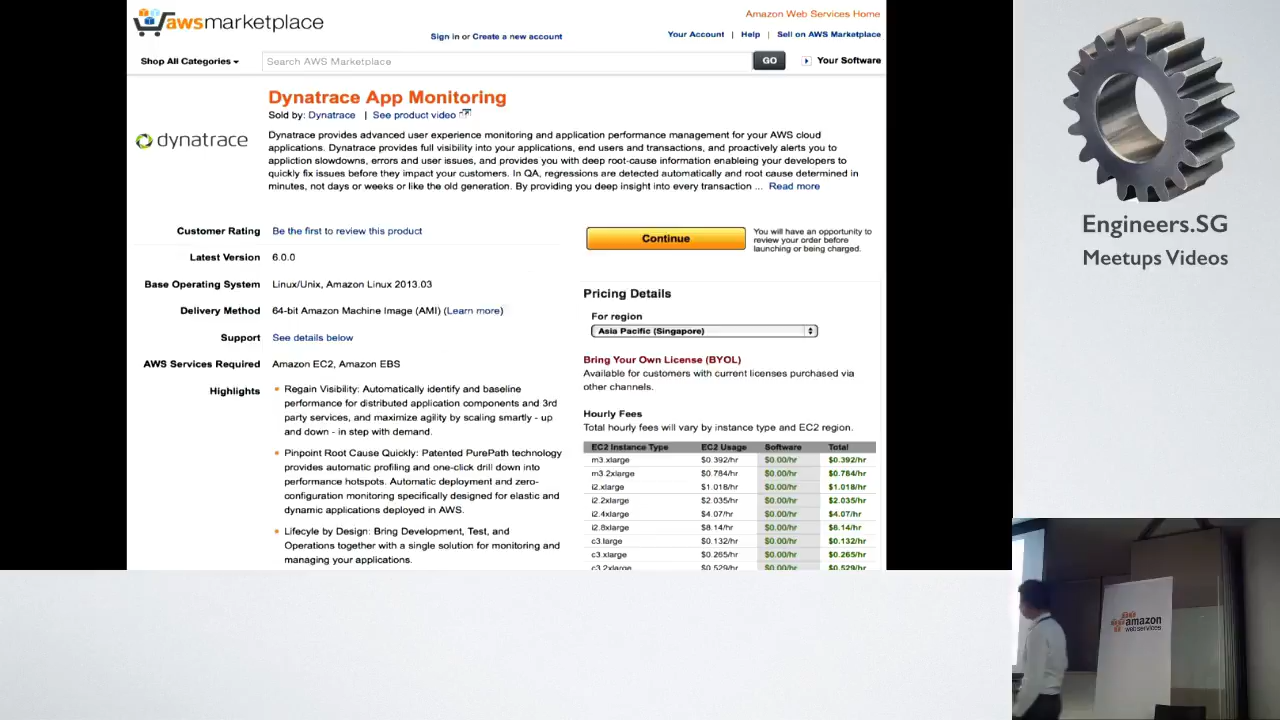 awsmarketplace
Amazon Web Services Home
Sign in or Create a new account
Your Account | Help | Sell on AWS Marketplace
Shop All Categories
Search AWS Marketplace
GO
Your Software
Dynatrace App Monitoring
Sold by: Dynatrace | See product video
dynatrace
Dynatrace provides advanced user experience monitoring and application performance management for your AWS cloud
applications. Dynatrace provides full visibility into your applications, end users and transactions, and proactively alerts you to
appliction slowdowns, errors and user issues, and provides you with deep root-cause information enableing your developers to
quickly fix issues before they impact your customers. In QA, regressions are detected automatically and root cause determined in
minutes, not days or weeks or like the old generation. By providing you deep insight into every transaction ... Read more
Customer Rating Be the first to review this product
Latest Version 6.0.0
Base Operating System Linux/Unix, Amazon Linux 2013.03
Delivery Method 64-bit Amazon Machine Image (AMI) (Learn more)
Support See details below
AWS Services Required Amazon EC2, Amazon EBS
Highlights
Regain Visibility: Automatically identify and baseline
performance for distributed application components and 3rd
party services, and maximize agility by scaling smartly - up
and down - in step with demand.
Pinpoint Root Cause Quickly: Patented PurePath technology
provides automatic profiling and one-click drill down into
performance hotspots. Automatic deployment and zero-
configuration monitoring specifically designed for elastic and
dynamic applications deployed in AWS.
Lifecyle by Design: Bring Development, Test, and
Operations together with a single solution for monitoring and
managing your applications.
Continue
You will have an opportunity to
review your order before
launching or being charged.
Pricing Details
For region
Asia Pacific (Singapore)
Bring Your Own License (BYOL)
Available for customers with current licenses purchased via
other channels.
Hourly Fees
Total hourly fees will vary by instance type and EC2 region.
EC2 Instance Type EC2 Usage Software Total
m3.xlarge $0.392/hr $0.00/hr $0.392/hr
m3.2xlarge $0.784/hr $0.00/hr $0.784/hr
i2.xlarge $1.018/hr $0.00/hr $1.018/hr
i2.2xlarge $2.035/hr $0.00/hr $2.035/hr
i2.4xlarge $4.07/hr $0.00/hr $4.07/hr
i2.8xlarge $8.14/hr $0.00/hr $8.14/hr
c3.large $0.132/hr $0.00/hr $0.132/hr
c3.xlarge $0.265/hr $0.00/hr $0.265/hr
c3.2xlarge $0.529/hr $0.00/hr $0.529/hr
Engineers.SG
Meetups Videos
amazon
web services